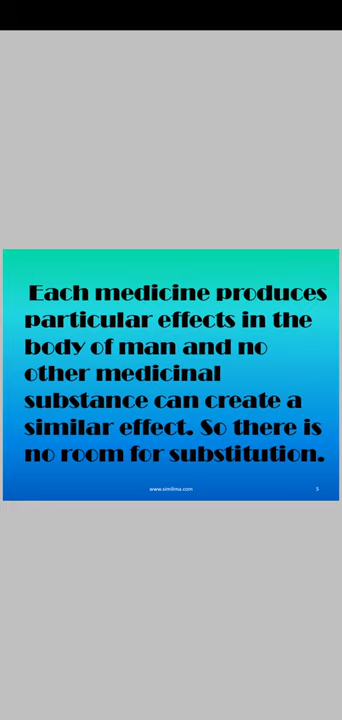 Each medicine produces
particular effects in the
body of man and no
other medicinal
substance can create a
similar effect. So there is
no room for substitution.
www.similima.com
5